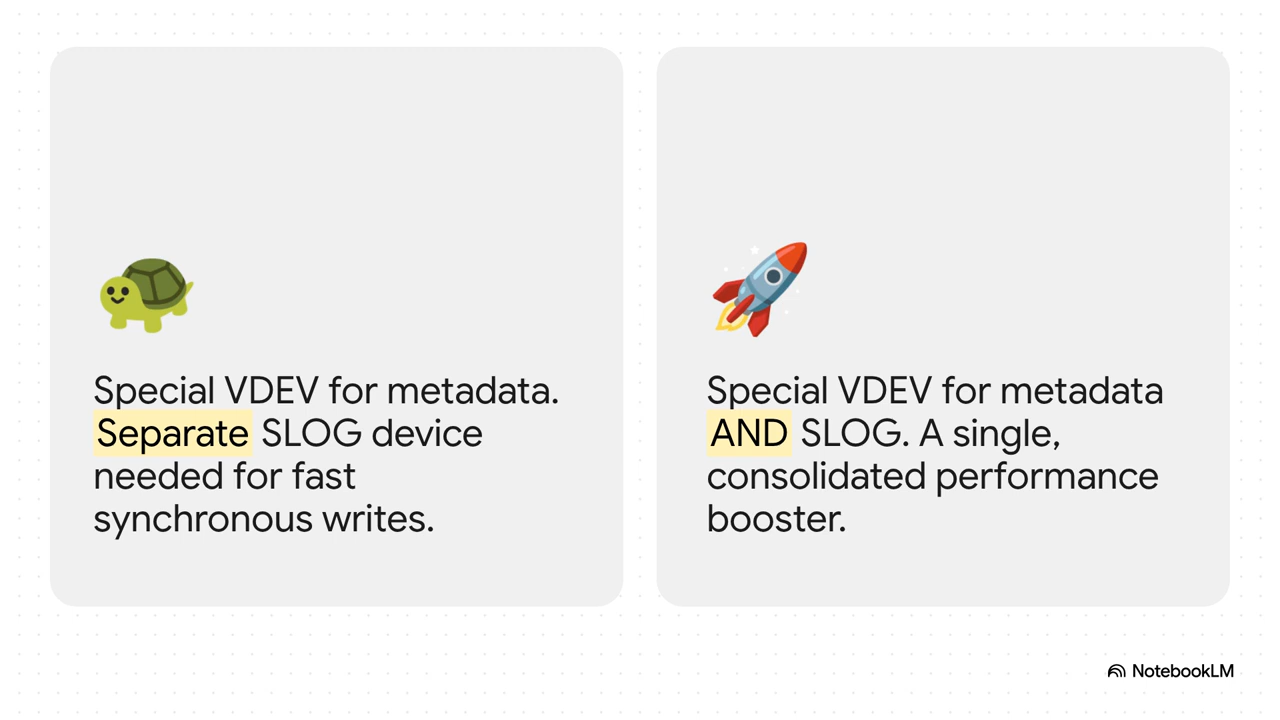 Special VDEV for metadata.
Separate SLOG device
needed for fast
synchronous writes.
Special VDEV for metadata
AND SLOG. A single,
consolidated performance
booster.
NotebookLM